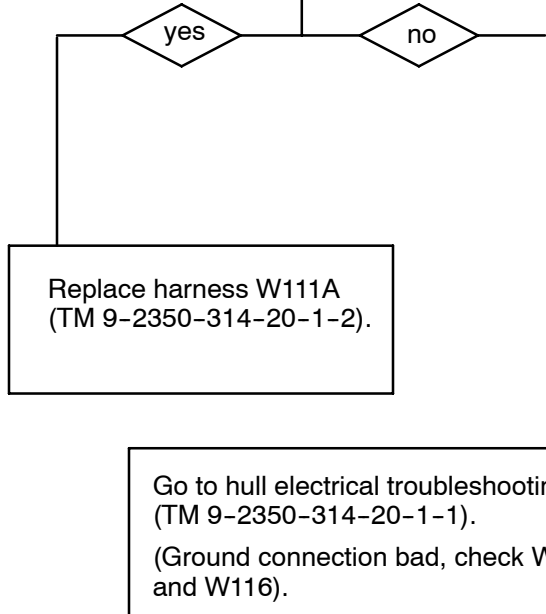 yes
no
Replace harness W111A
(TM 9-2350-314-20-1-2).
Go to hull electrical
(TM 9-2350-314-20-1-1).
(Ground connection bad, check
and W116).